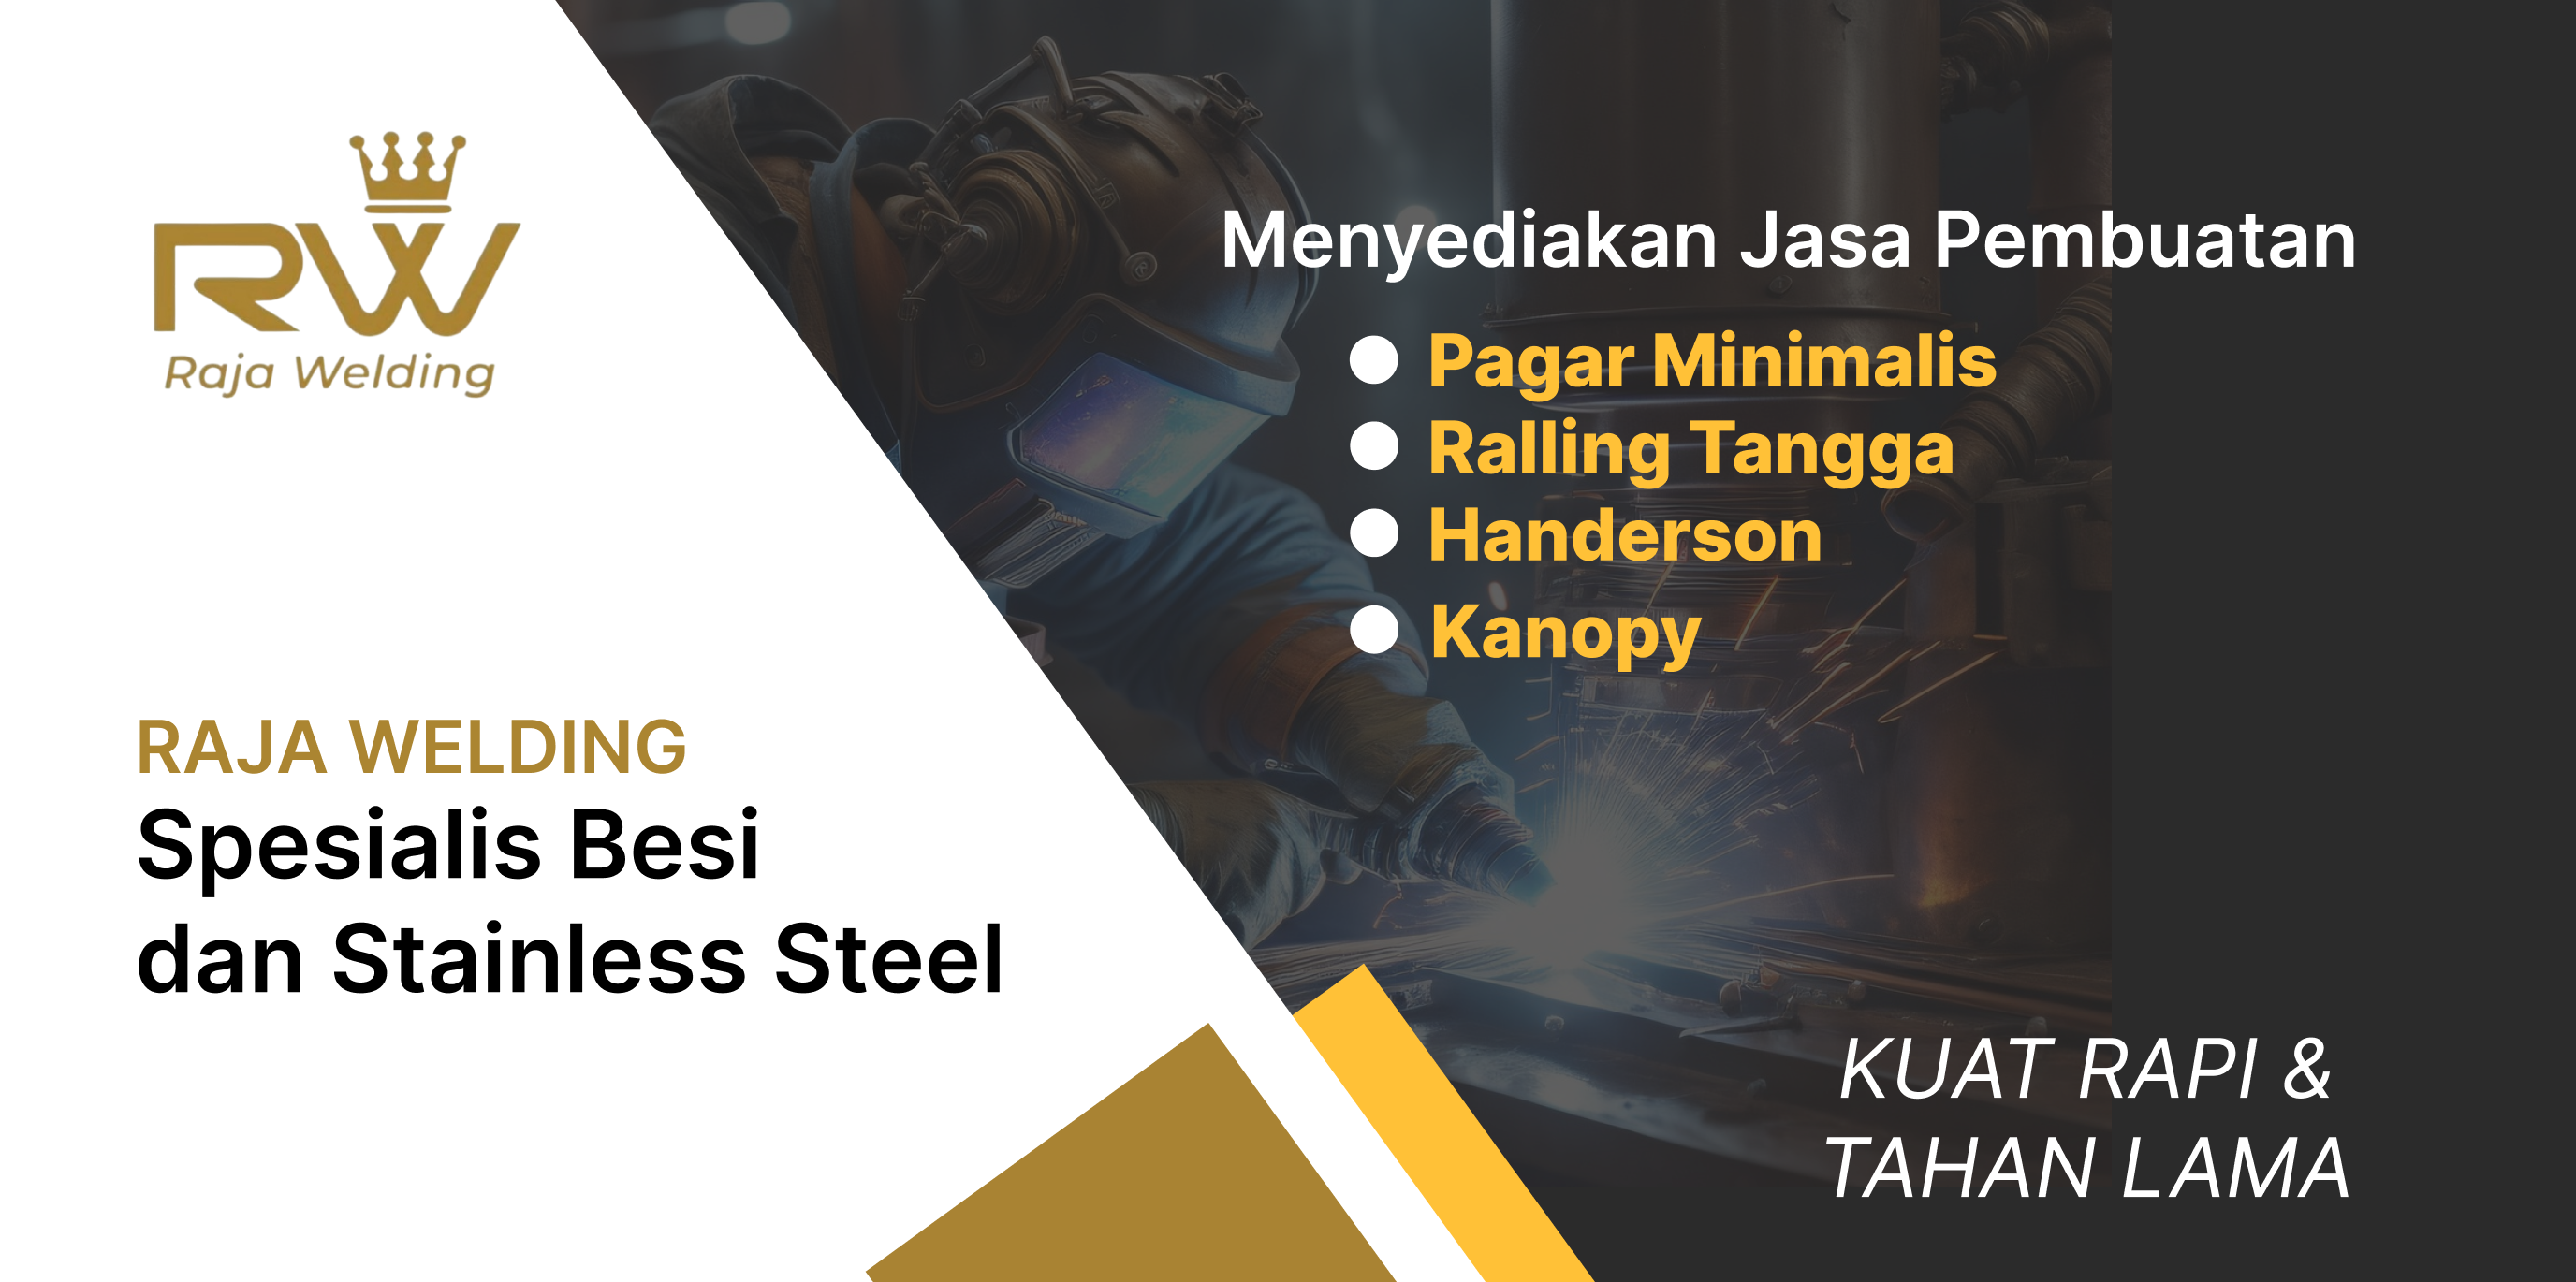 RW
Raja Welding
RAJA WELDING
Spesialis Besi
dan Stainless Steel
Menyediakan Jasa Pembuatan
Pagar Minimalis
Ralling Tangga
Handerson
Kanopy
KUAT RAPI &
TAHAN LAMA